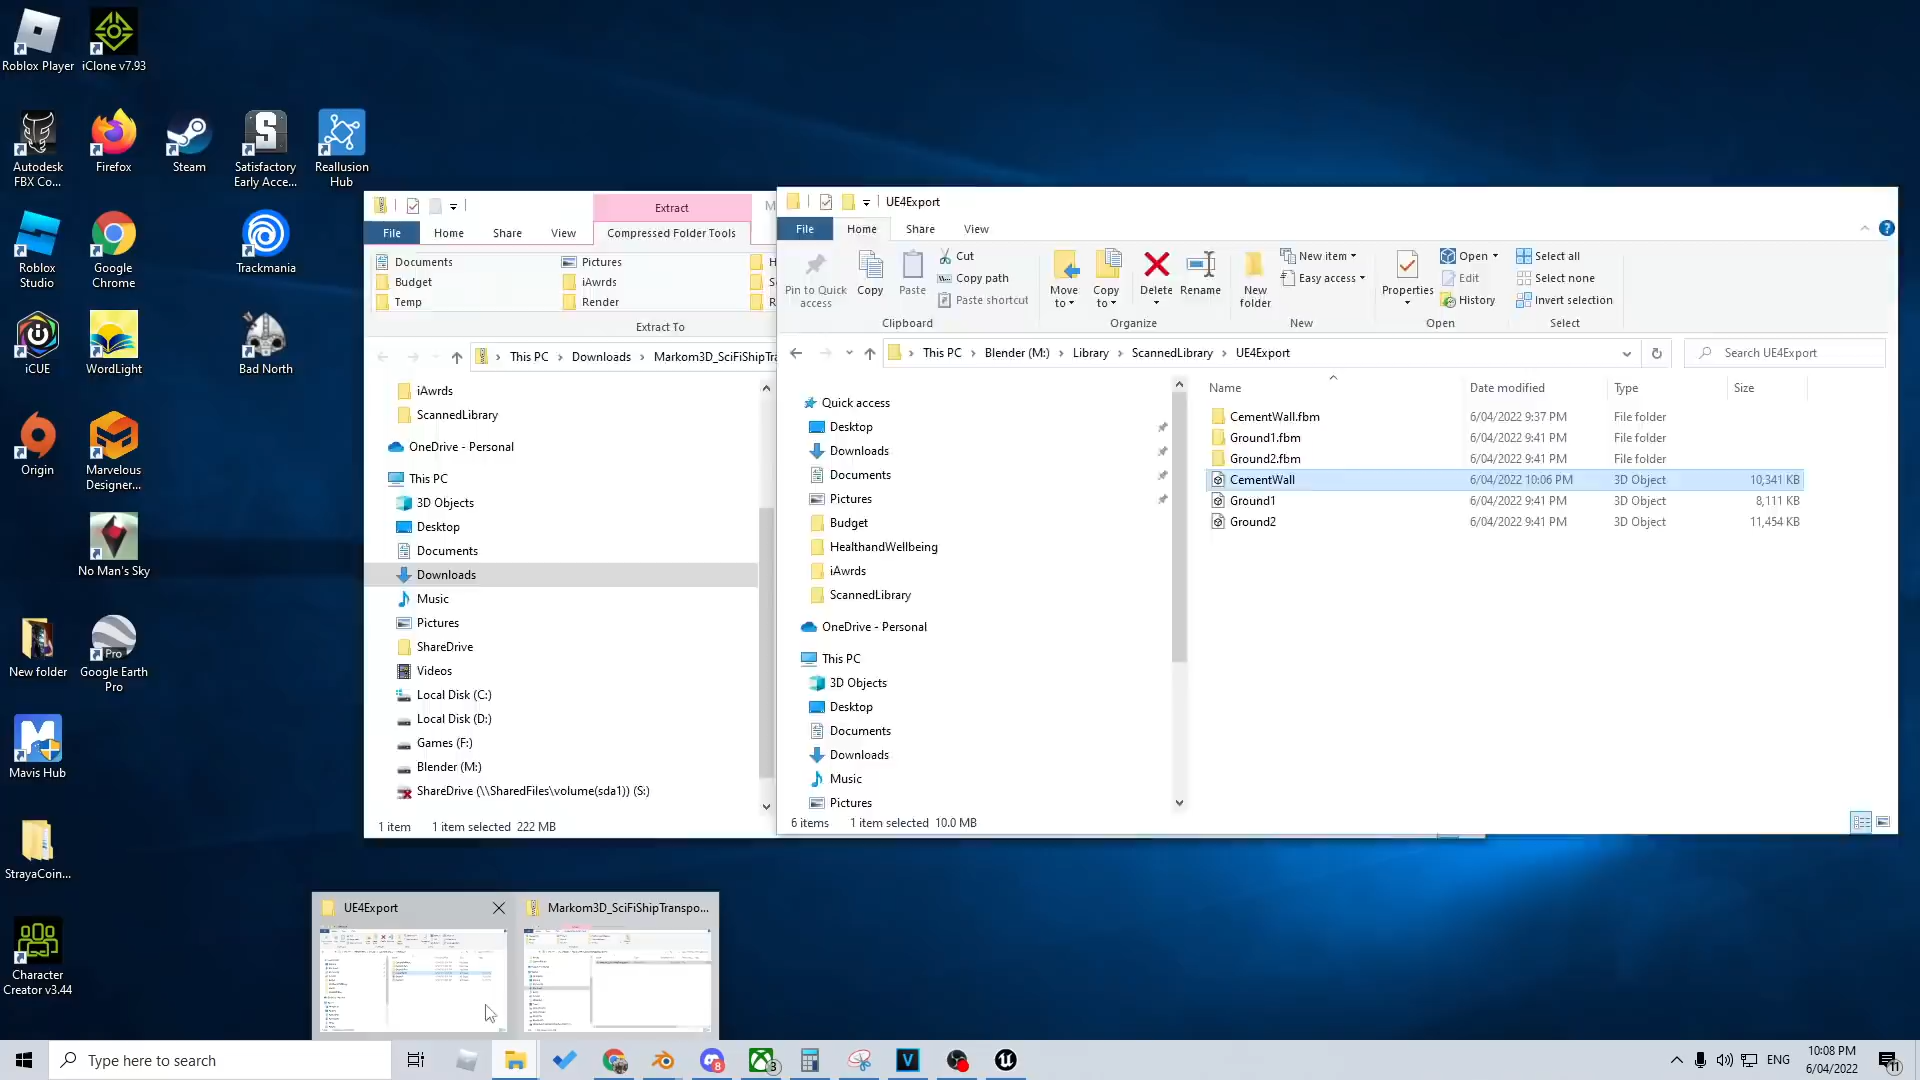 Roblox Player
iClone v7.93
Autodesk
FBX Co...
Firefox
Steam
Satisfactory
Early Acce...
Reallusion
Hub
Roblox
Studio
Google
Chrome
Trackmania
iCUE
WordLight
Bad North
Origin
Marvelous
Designer...
No Man's Sky
New folder
Google Earth
Pro
Mavis Hub
StrayaCoin...
Character
Creator v3.44
Extract
File
Home
Share
View
Compressed Folder Tools
Documents
Pictures
Budget
iAwrds
Temp
Render
Extract To
This PC
Downloads
Markom3D_SciFiShipTra
iAwrds
ScannedLibrary
OneDrive - Personal
This PC
3D Objects
Desktop
Documents
Downloads
Music
Pictures
ShareDrive
Videos
Local Disk (C:)
Local Disk (D:)
Games (F:)
Blender (M:)
ShareDrive (\\SharedFiles\volume(sda1)) (S:)
1 item
1 item selected 222 MB
UE4Export
File
Home
Share
View
Pin to Quick
access
Copy
Paste
Cut
Copy path
Paste shortcut
Clipboard
Move
to
Copy
to
Delete
Rename
Organize
New
folder
New item
Easy access
New
Properties
Open
Edit
History
Open
Select all
Select none
Invert selection
Select
This PC
Blender (M:)
Library
ScannedLibrary
UE4Export
Search UE4Export
Quick access
Desktop
Downloads
Documents
Pictures
Budget
HealthandWellbeing
iAwrds
ScannedLibrary
OneDrive - Personal
This PC
3D Objects
Desktop
Documents
Downloads
Music
Pictures
Name Date modified Type Size
CementWall.fbm 6/04/2022 9:37 PM File folder
Ground1.fbm 6/04/2022 9:41 PM File folder
Ground2.fbm 6/04/2022 9:41 PM File folder
CementWall 6/04/2022 10:06 PM 3D Object 10,341 KB
Ground1 6/04/2022 9:41 PM 3D Object 8,111 KB
Ground2 6/04/2022 9:41 PM 3D Object 11,454 KB
6 items
1 item selected 10.0 MB
UE4Export
Markom3D_SciFiShipTranspo...
Type here to search
8
3
ENG
10:08 PM
6/04/2022
11